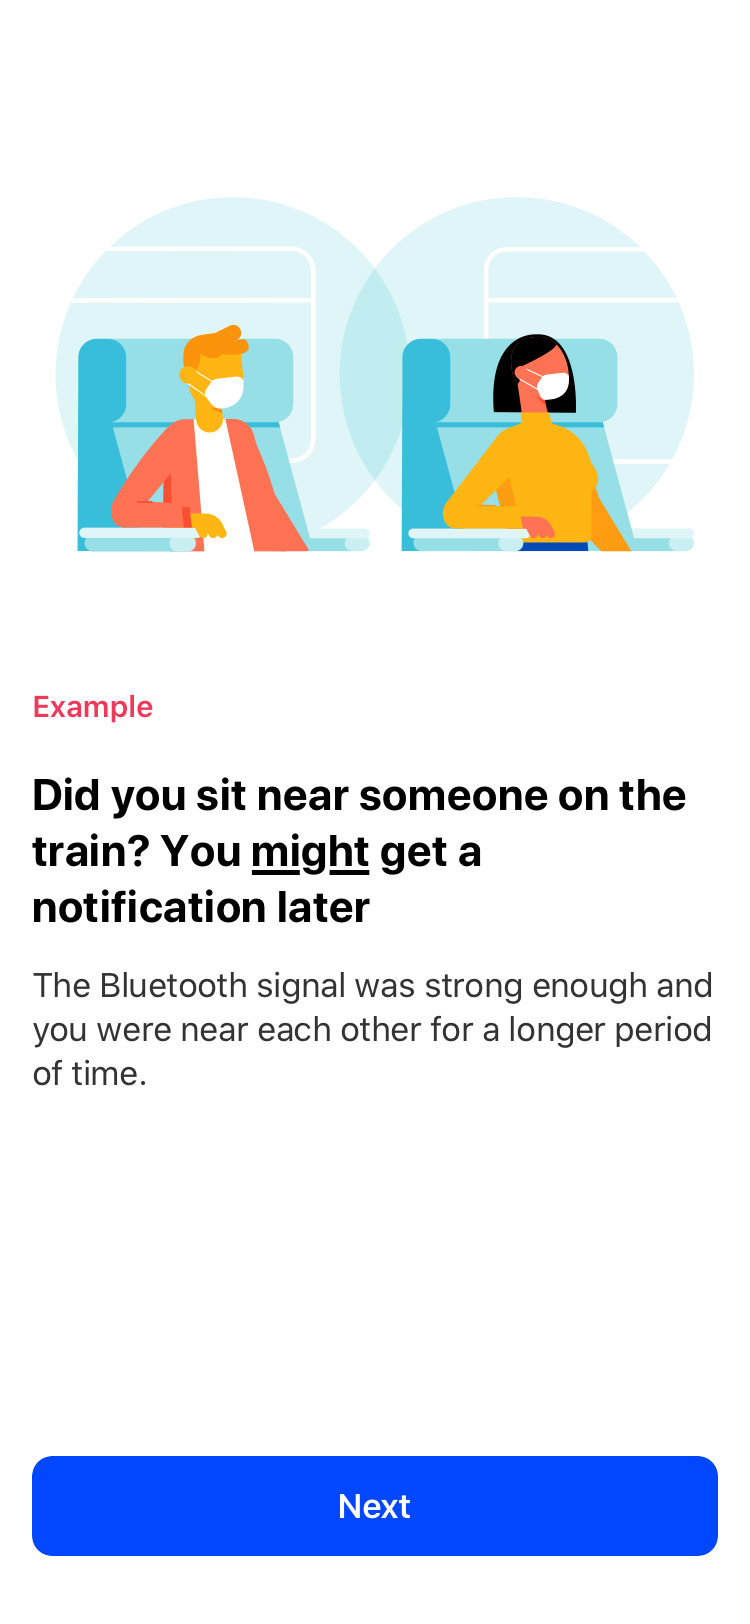 Example
Did you sit near someone on the
train? You might get a
notification later
The Bluetooth signal was strong enough and
you were near each other for a longer period
of time.
Next